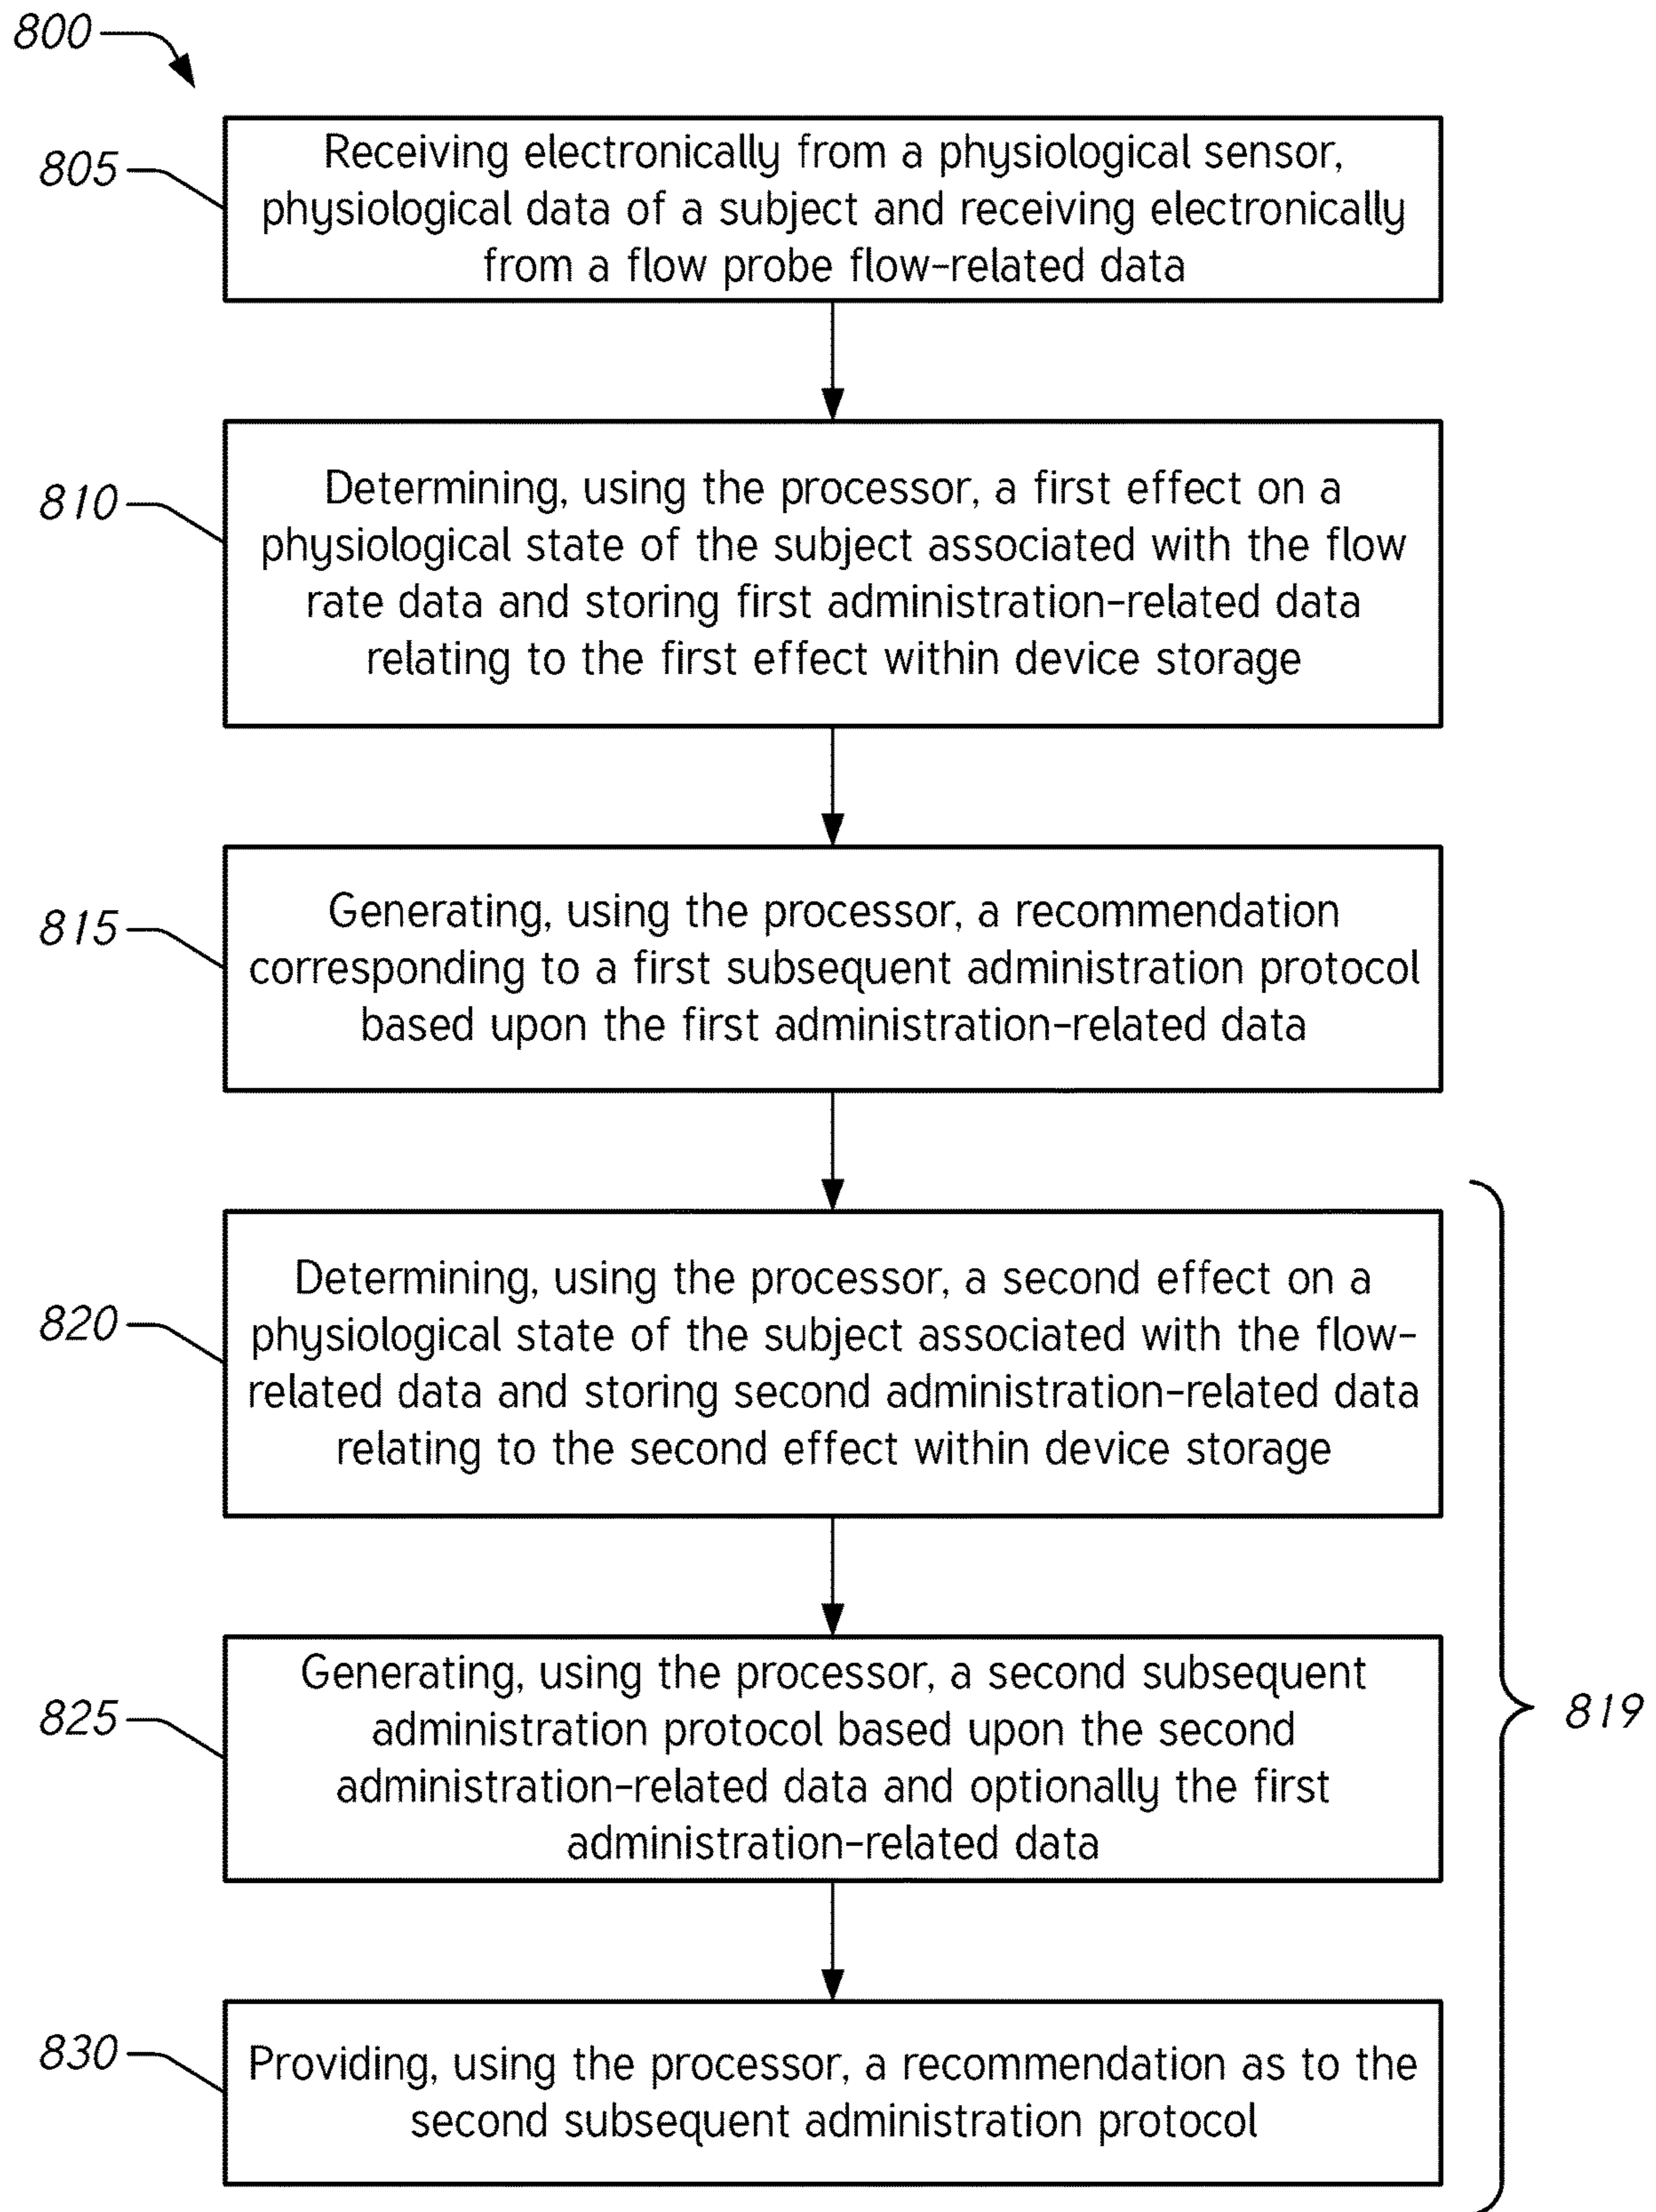 800
805
Receiving electronically from a physiological sensor,
physiological data of a subject and receiving electronically
from a flow probe flow-related data
810
Determining, using the processor, a first effect on a
physiological state of the subject associated with the flow
rate data and storing first administration-related data
relating to the first effect within device storage
815
Generating, using the processor, a recommendation
corresponding to a first subsequent administration protocol
based upon the first administration-related data
820
Determining, using the processor, a second effect on a
physiological state of the subject associated with the flow-
related data and storing second administration-related data
relating to the second effect within device storage
825
Generating, using the processor, a second subsequent
administration protocol based upon the second
administration-related data and optionally the first
administration-related data
819
830
Providing, using the processor, a recommendation as to the
second subsequent administration protocol